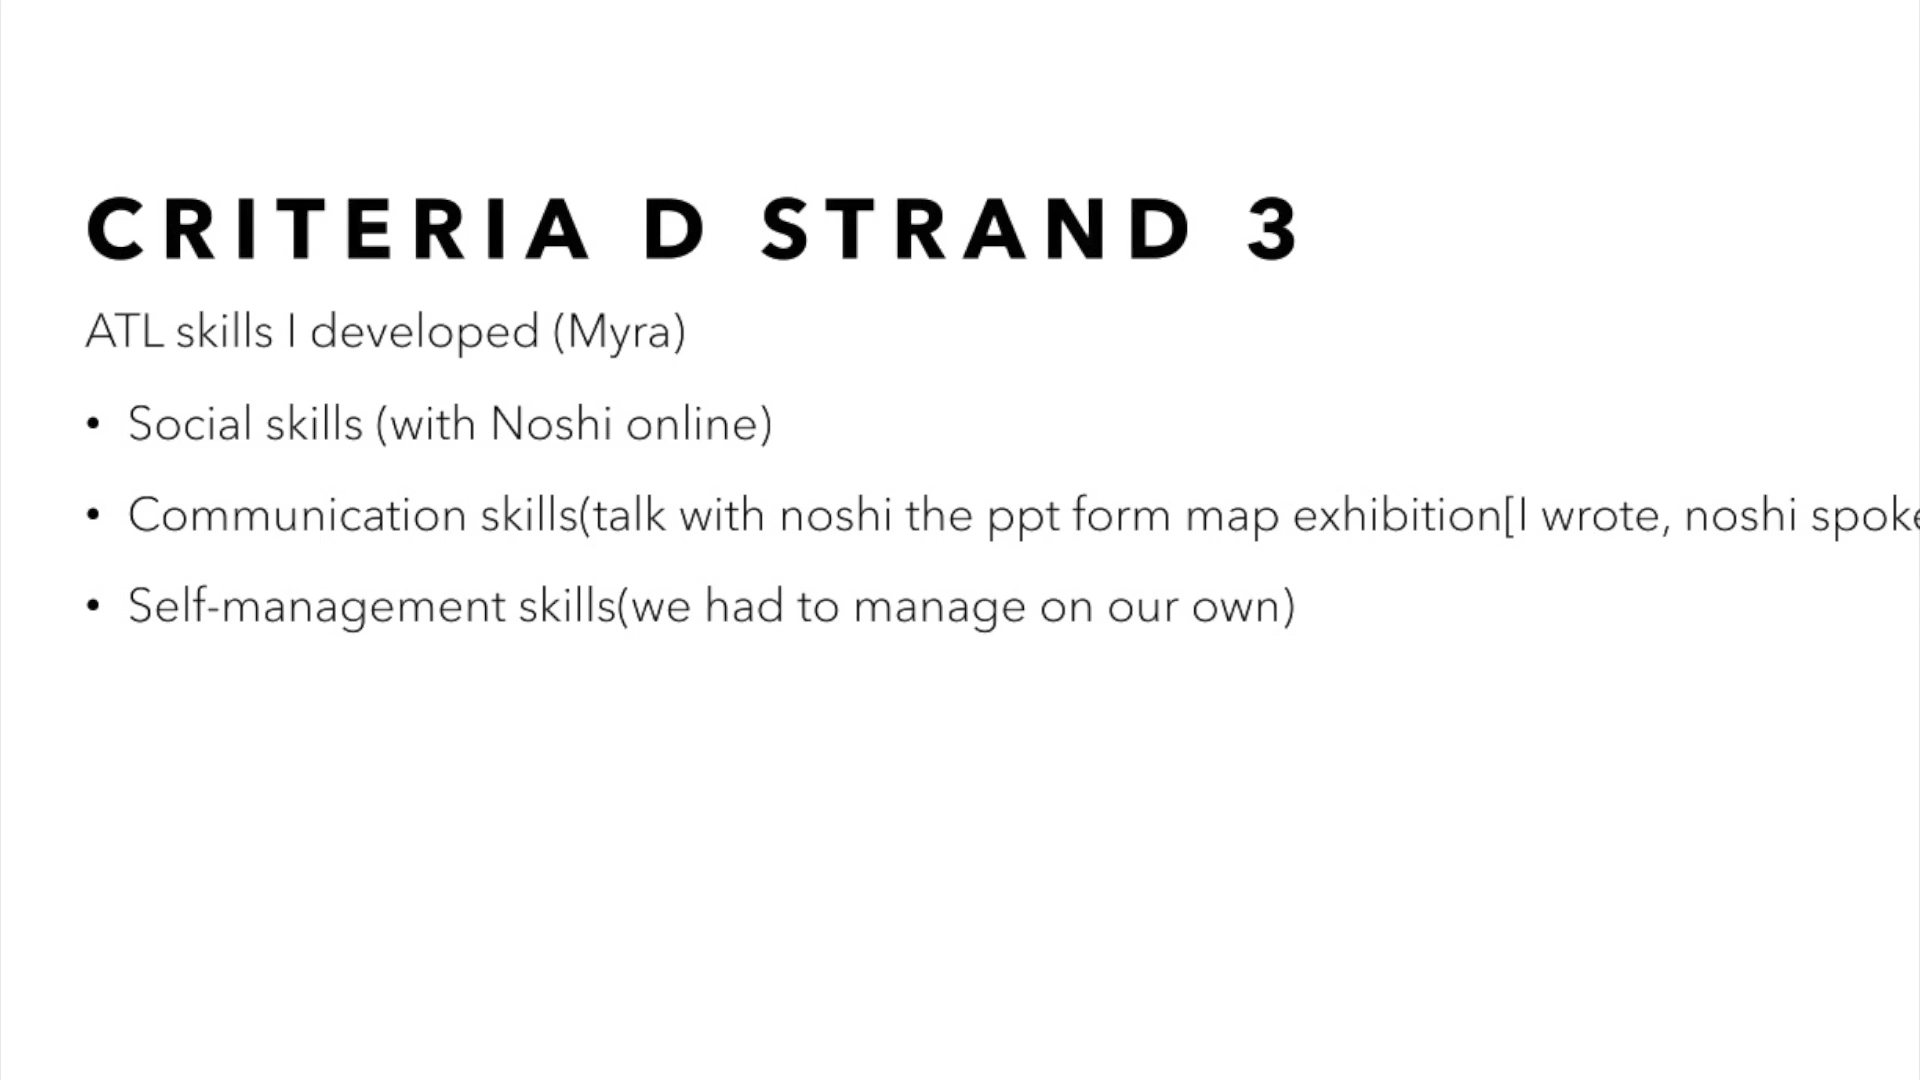 CRITERIA D STRAND 3
ATL skills I developed (Myra)
• Social skills (with Noshi online)
• Communication skills(talk with noshi the ppt form map exhibition[I wrote, noshi spoke
• Self-management skills(we had to manage on our own)